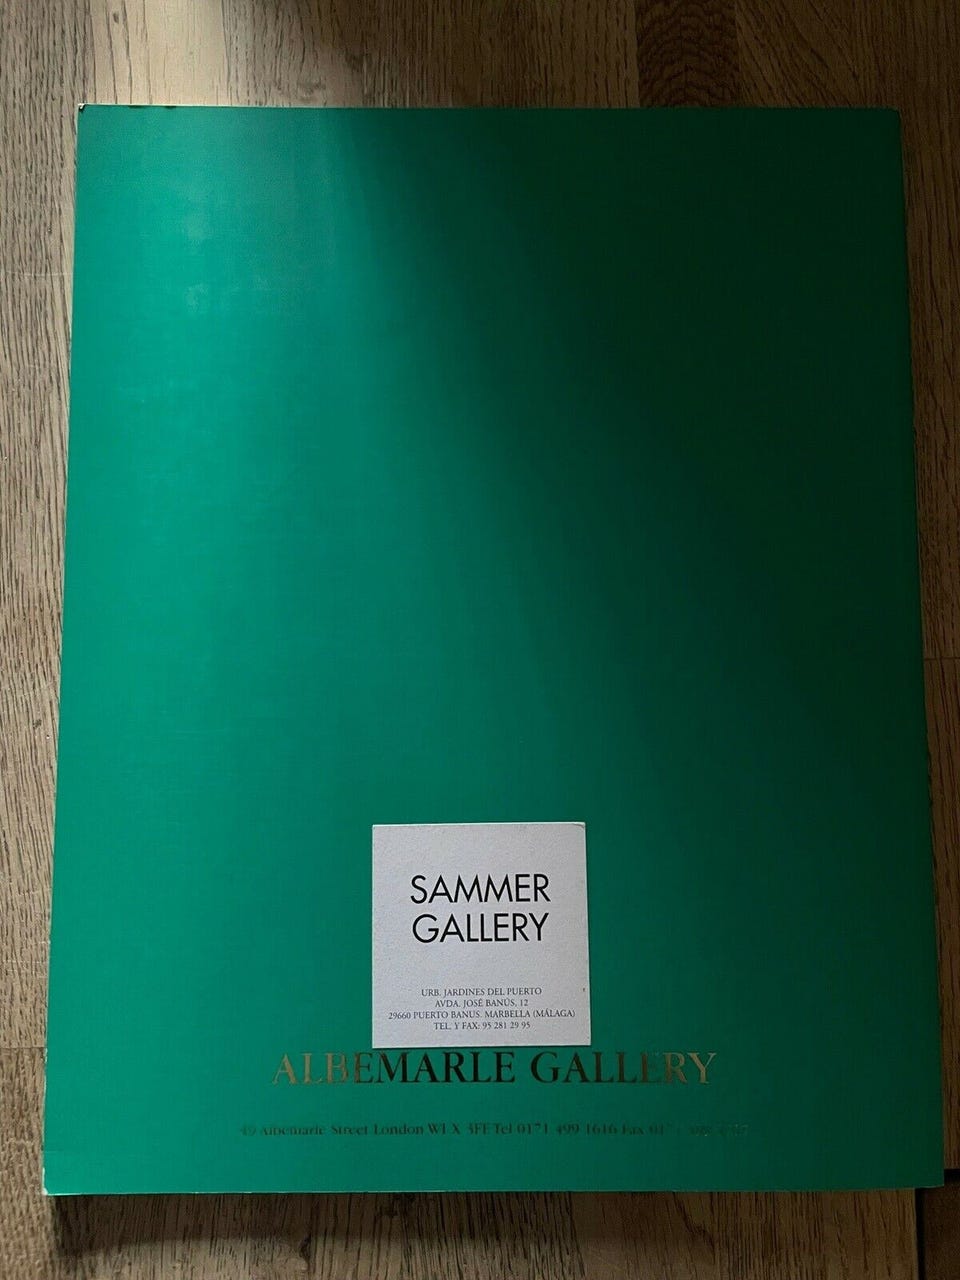 SAMMER
GALLERY
URB. JARDINES DEL PUERTO
AVDA. JOSÉ BANÚS, 12
29660 PUERTO BANUS. MARBELLA (MÁLAGA)
TEL. Y FAX: 95 281 29 95
ALBEMARLE GALLERY
49 Albemarle Street London W1X 3FE Tel 0171 499 1616 Fax